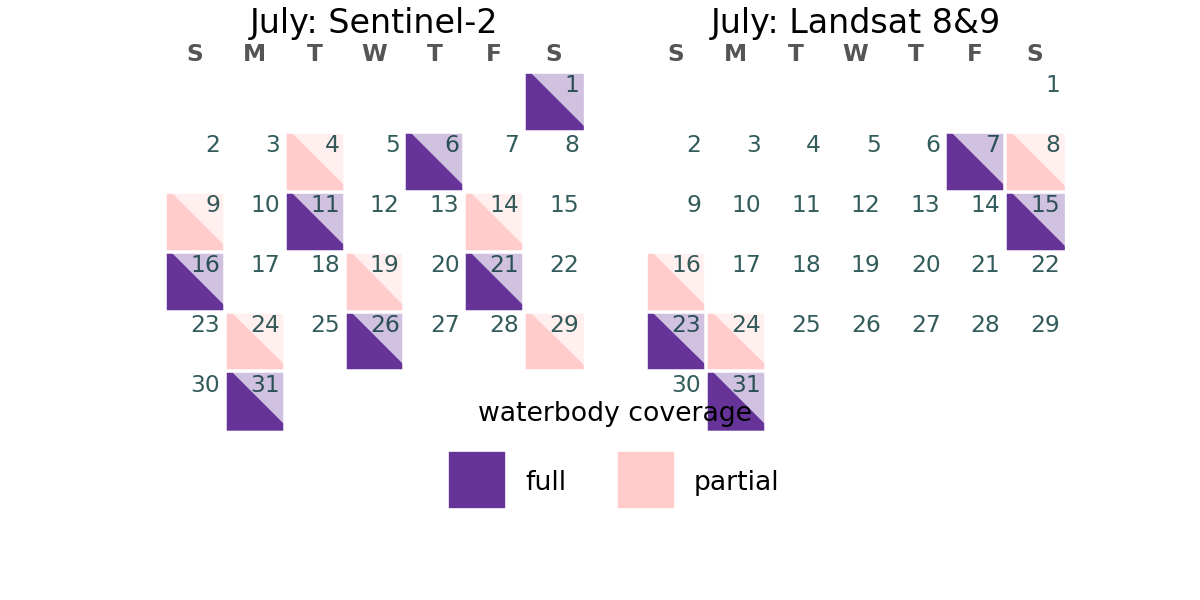 July: Sentinel-2
S M T W T F S
1
2 3 4 5 6 7 8
9 10 11 12 13 14 15
16 17 18 19 20 21 22
23 24 25 26 27 28 29
30 31
July: Landsat 8&9
S M T W T F S
1
2 3 4 5 6 7 8
9 10 11 12 13 14 15
16 17 18 19 20 21 22
23 24 25 26 27 28 29
30 31
waterbody coverage
full partial